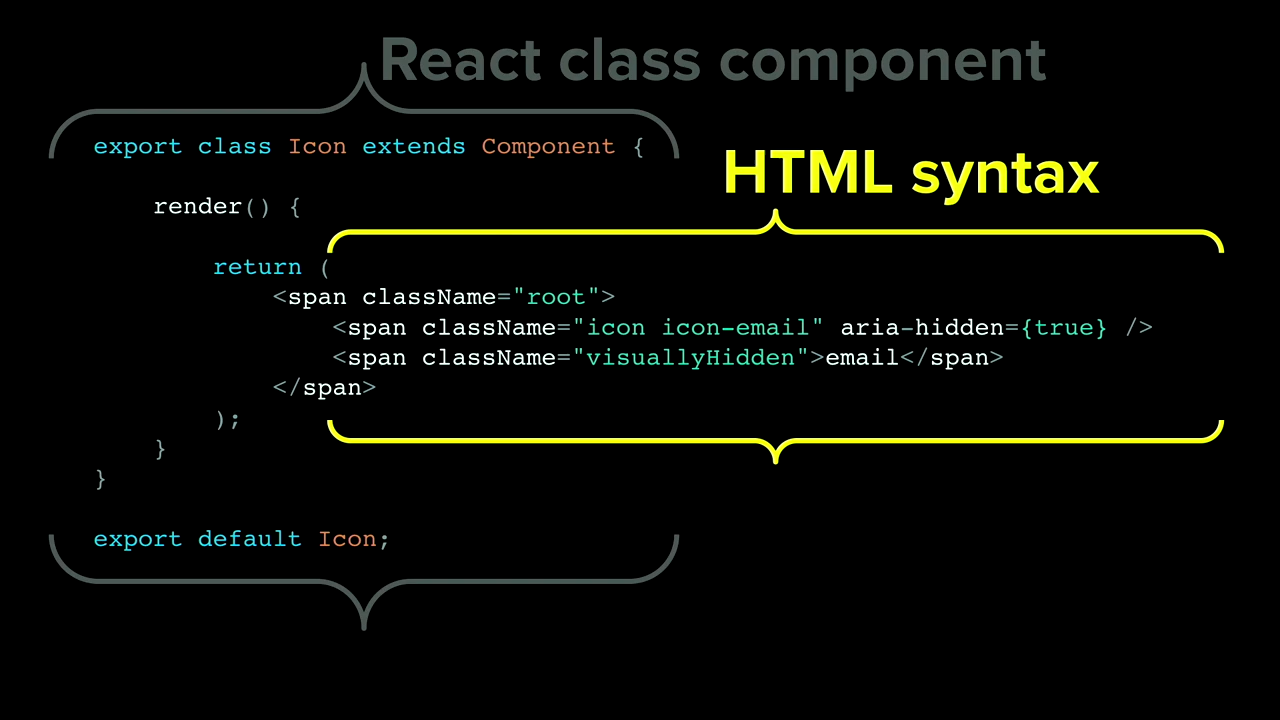 React class component
export class Icon extends Component {
HTML syntax
render() {
return (
<span className="root">
<span className="icon icon-email" aria-hidden={true} />
<span className="visuallyHidden">email</span>
</span>
);
}
}
export default Icon;